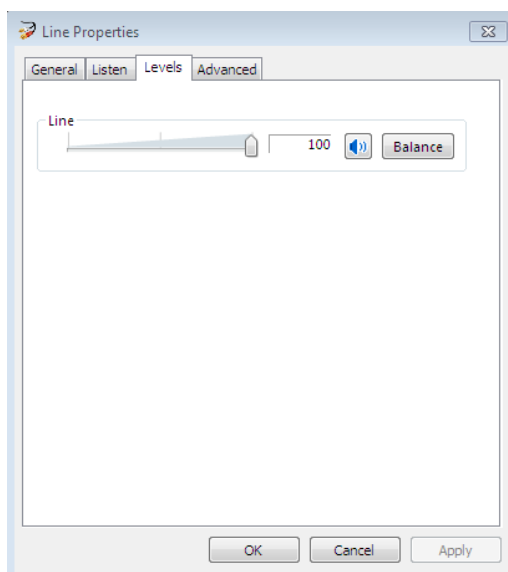 Line Properties
General Listen Levels Advanced
Line
100 Balance
OK Cancel Apply